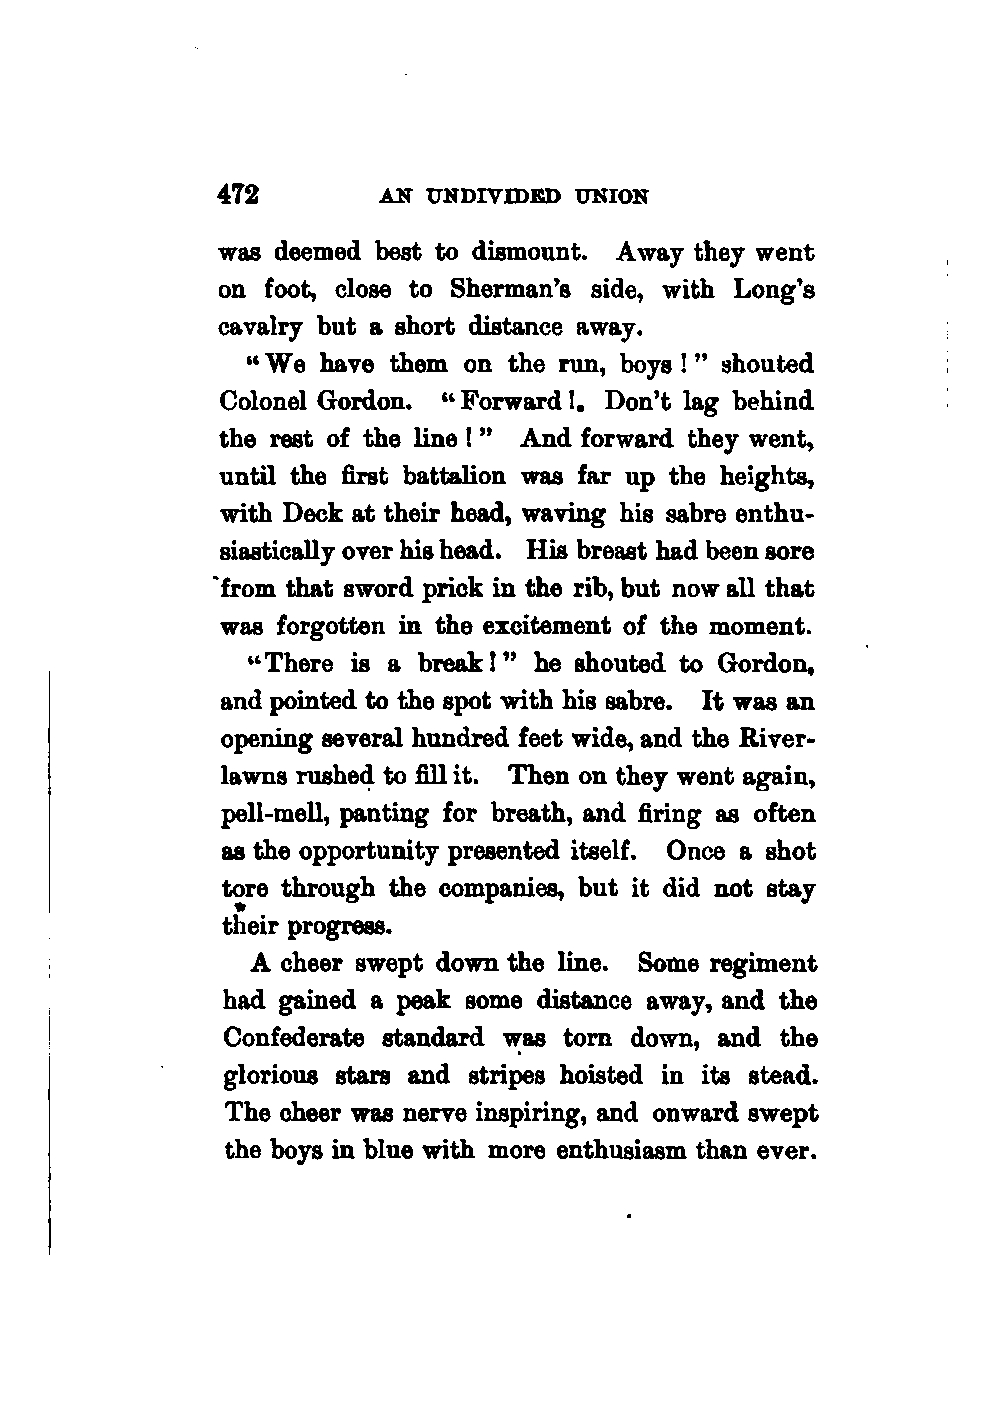 472 AN UNDIVIDED UNION
was deemed best to dismount. Away they went
on foot, close to Sherman's side, with Long's
cavalry but a short distance away.
"We have them on the run, boys!" shouted
Colonel Gordon. "Forward!. Don't lag behind
the rest of the line!" And forward they went,
until the first battalion was far up the heights,
with Deck at their head, waving his sabre enthu-
siastically over his head. His breast had been sore
from that sword prick in the rib, but now all that
was forgotten in the excitement of the moment.
"There is a break!" he shouted to Gordon,
and pointed to the spot with his sabre. It was an
opening several hundred feet wide, and the River-
lawns rushed to fill it. Then on they went again,
pell-mell, panting for breath, and firing as often
as the opportunity presented itself. Once a shot
tore through the companies, but it did not stay
their progress.
A cheer swept down the line. Some regiment
had gained a peak some distance away, and the
Confederate standard was torn down, and the
glorious stars and stripes hoisted in its stead.
The cheer was nerve inspiring, and onward swept
the boys in blue with more enthusiasm than ever.